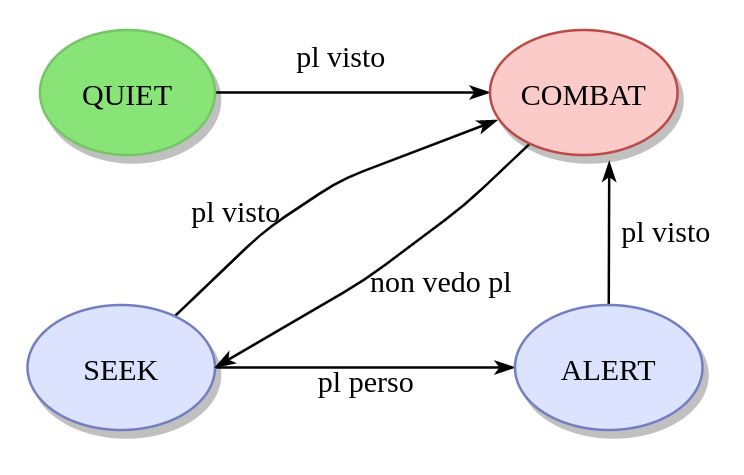 pl visto
QUIET
COMBAT
pl visto
pl visto
non vedo pl
SEEK
pl perso
ALERT